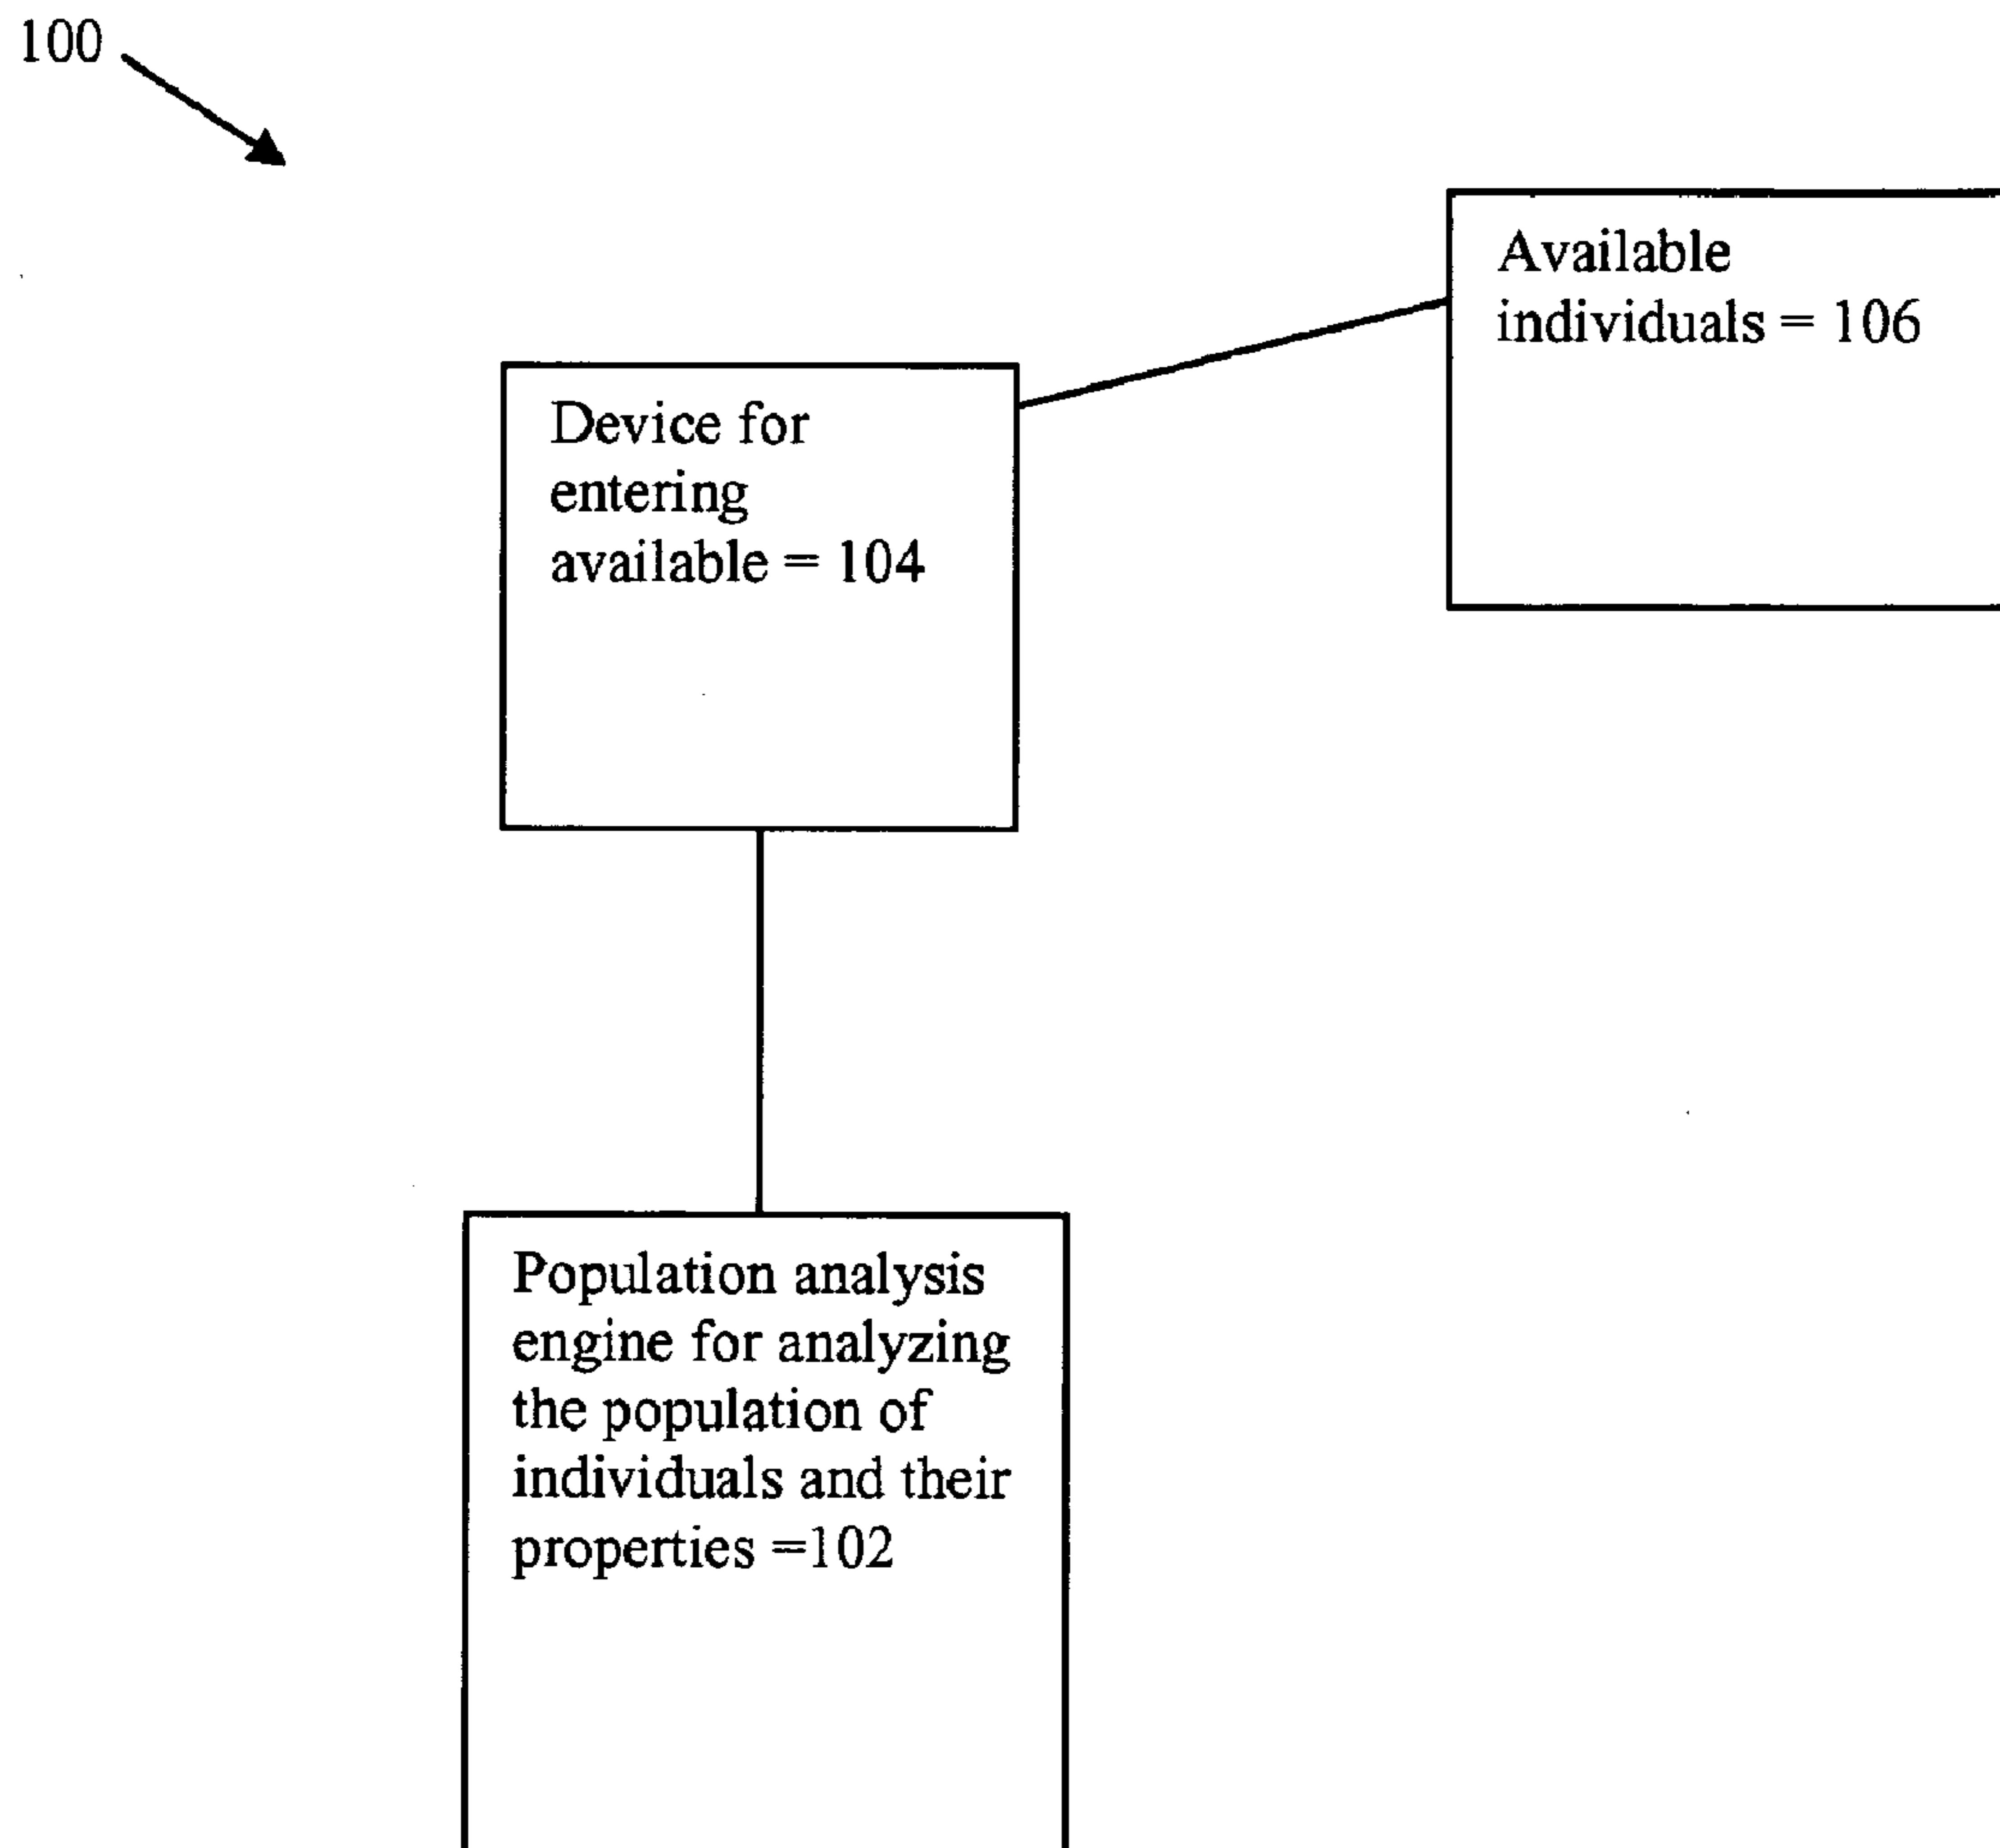 100
Available
individuals = 106
Device for
entering
available = 104
Population analysis
engine for analyzing
the population of
individuals and their
properties =102